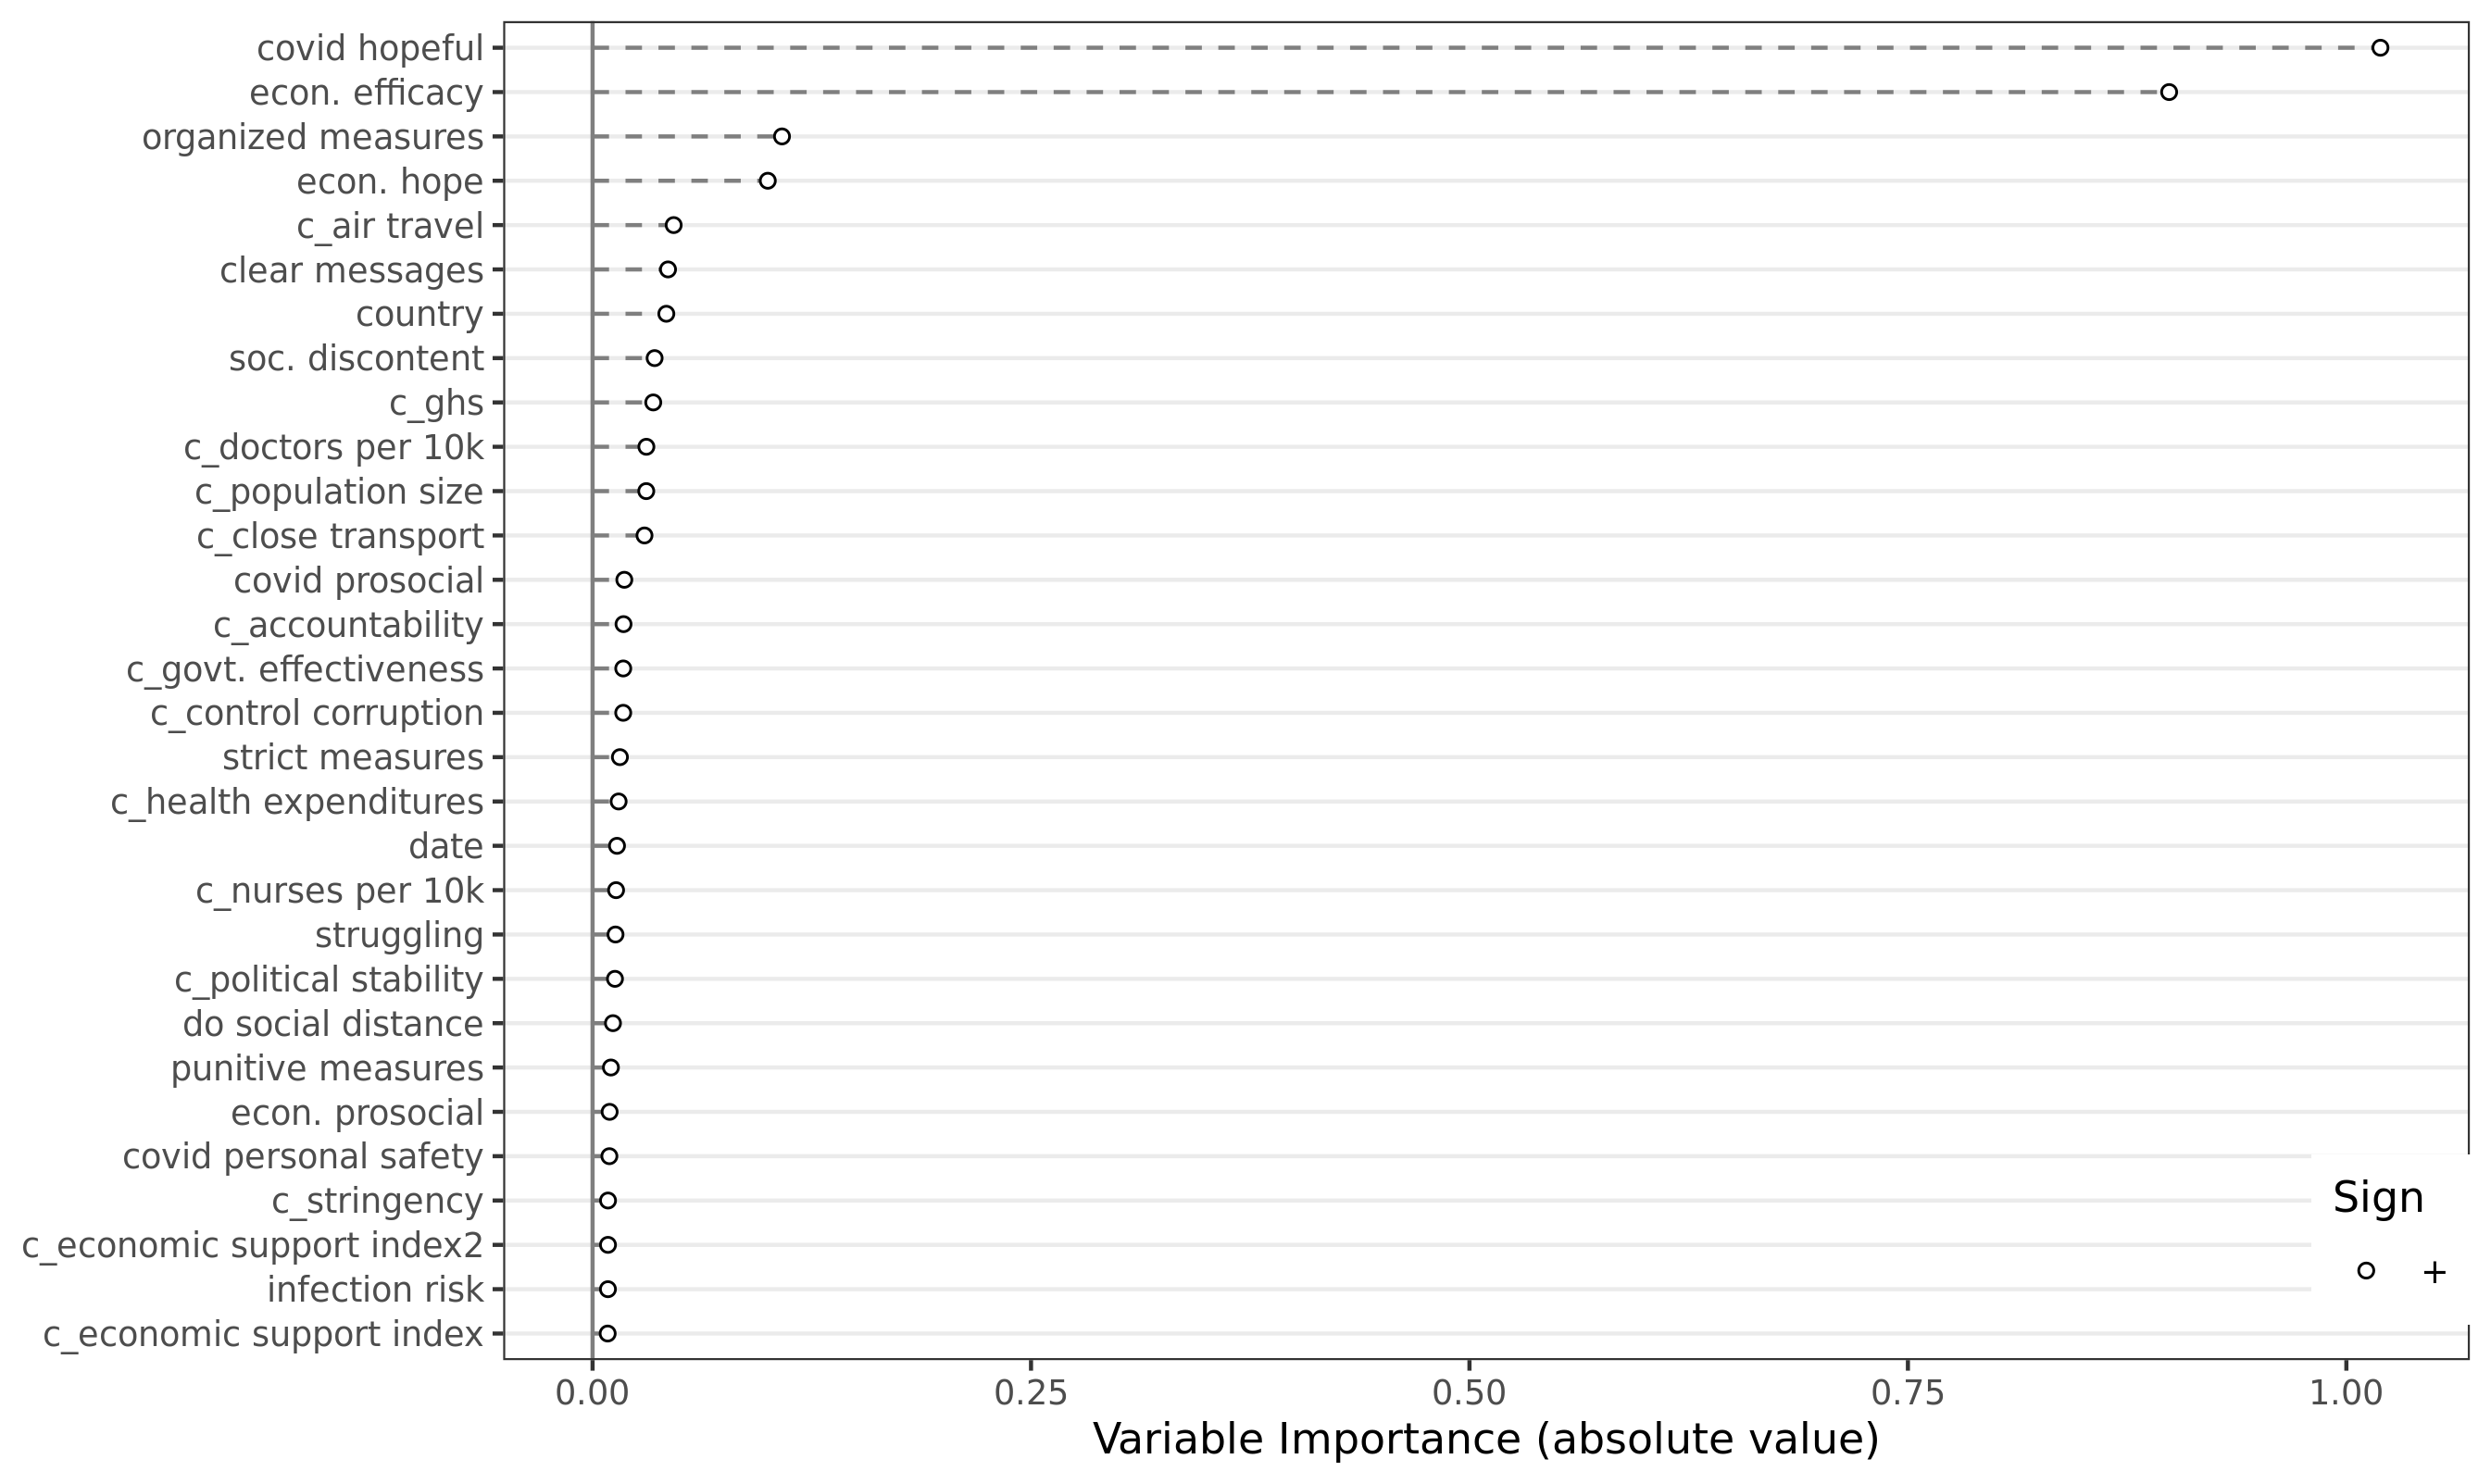 covid hopeful
econ. efficacy
organized measures
econ. hope
c_air travel
clear messages
country
soc. discontent
c_ghs
c_doctors per 10k
c_population size
c_close transport
covid prosocial
c_accountability
c_govt. effectiveness
c_control corruption
strict measures
c_health expenditures
date
c_nurses per 10k
struggling
c_political stability
do social distance
punitive measures
econ. prosocial
covid personal safety
c_stringency
c_economic support index2
infection risk
c_economic support index
Sign
+
0.00 0.25 0.50 0.75 1.00
Variable Importance (absolute value)